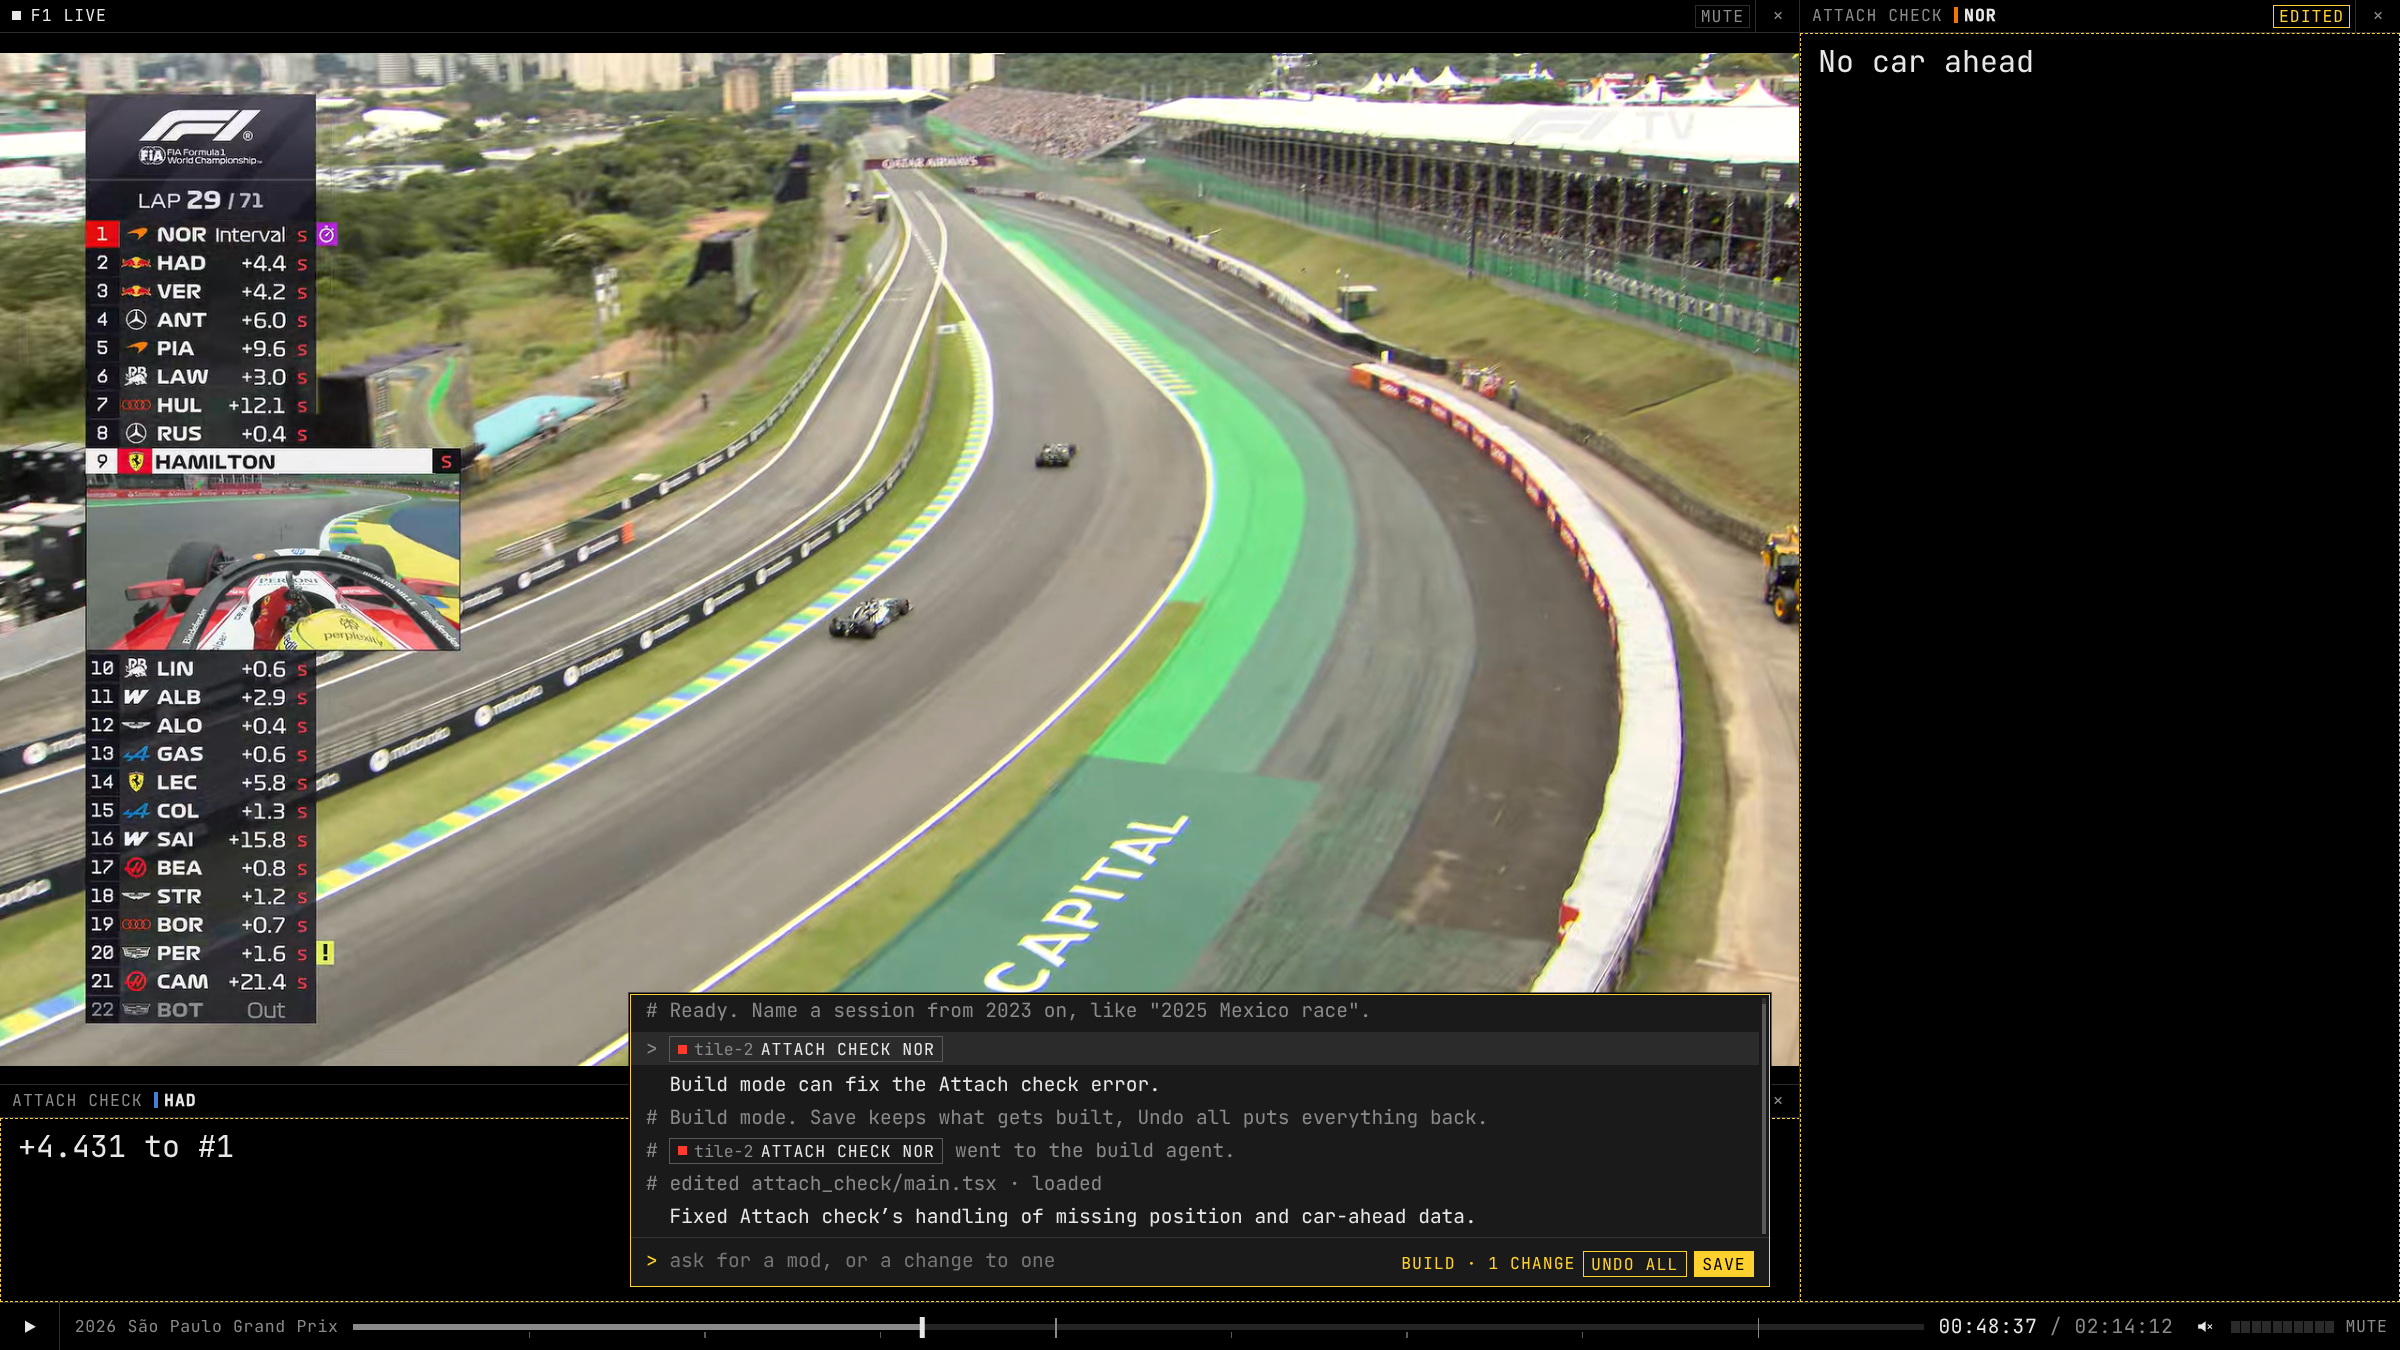 F1 LIVE
MUTE
×
ATTACH CHECK NOR
EDITED
×
No car ahead
F1 TV
FIA Formula 1
World Championship
LAP 29 / 71
1 NOR Interval S
2 HAD +4.4 S
3 VER +4.2 S
4 ANT +6.0 S
5 PIA +9.6 S
6 LAW +3.0 S
7 HUL +12.1 S
8 RUS +0.4 S
9 HAMILTON S
perplexity
10 LIN +0.6 S
11 ALB +2.9 S
12 ALO +0.4 S
13 GAS +0.6 S
14 LEC +5.8 S
15 COL +1.3 S
16 SAI +15.8 S
17 BEA +0.8 S
18 STR +1.2 S
19 BOR +0.7 S
20 PER +1.6 S !
21 CAM +21.4 S
22 BOT Out
QATAR AIRWAYS
motorola
CAPITAL
ATTACH CHECK HAD
×
+4.431 to #1
# Ready. Name a session from 2023 on, like "2025 Mexico race".
> tile-2 ATTACH CHECK NOR
Build mode can fix the Attach check error.
# Build mode. Save keeps what gets built, Undo all puts everything back.
# tile-2 ATTACH CHECK NOR went to the build agent.
# edited attach_check/main.tsx · loaded
Fixed Attach check’s handling of missing position and car-ahead data.
> ask for a mod, or a change to one
BUILD · 1 CHANGE UNDO ALL SAVE
2026 São Paulo Grand Prix
00:48:37 / 02:14:12
MUTE